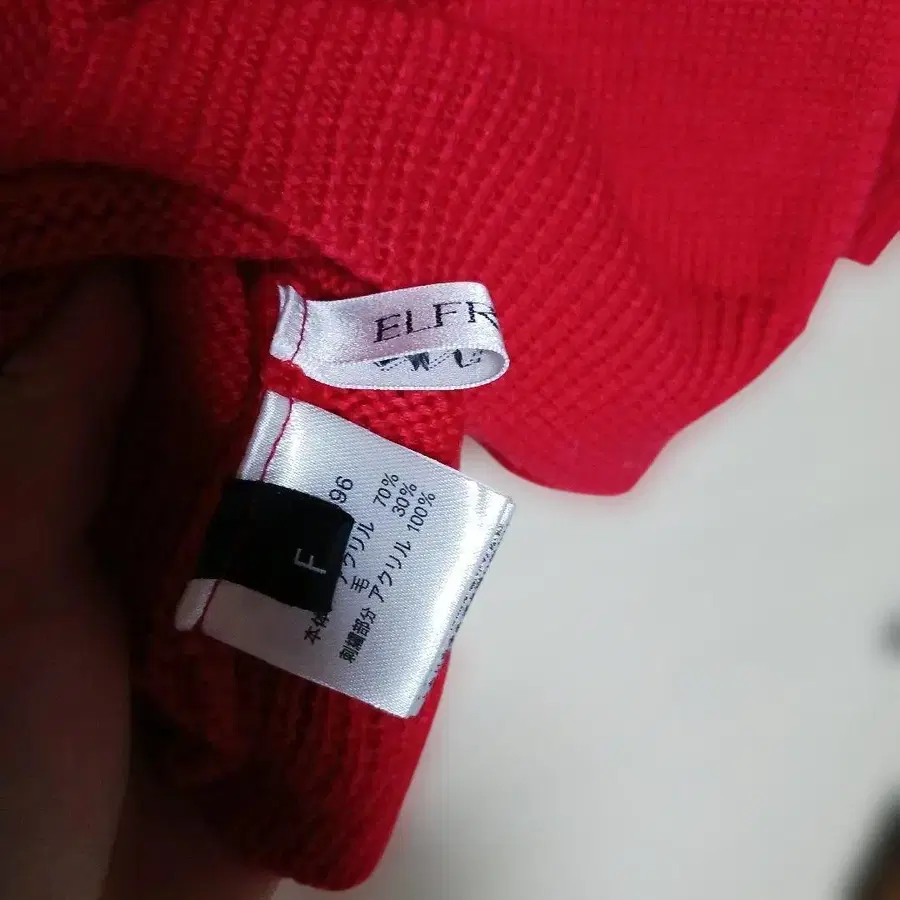 ELFR
F
96
本体 アクリル 70%
毛 30%
刺繍部分 アクリル 100%